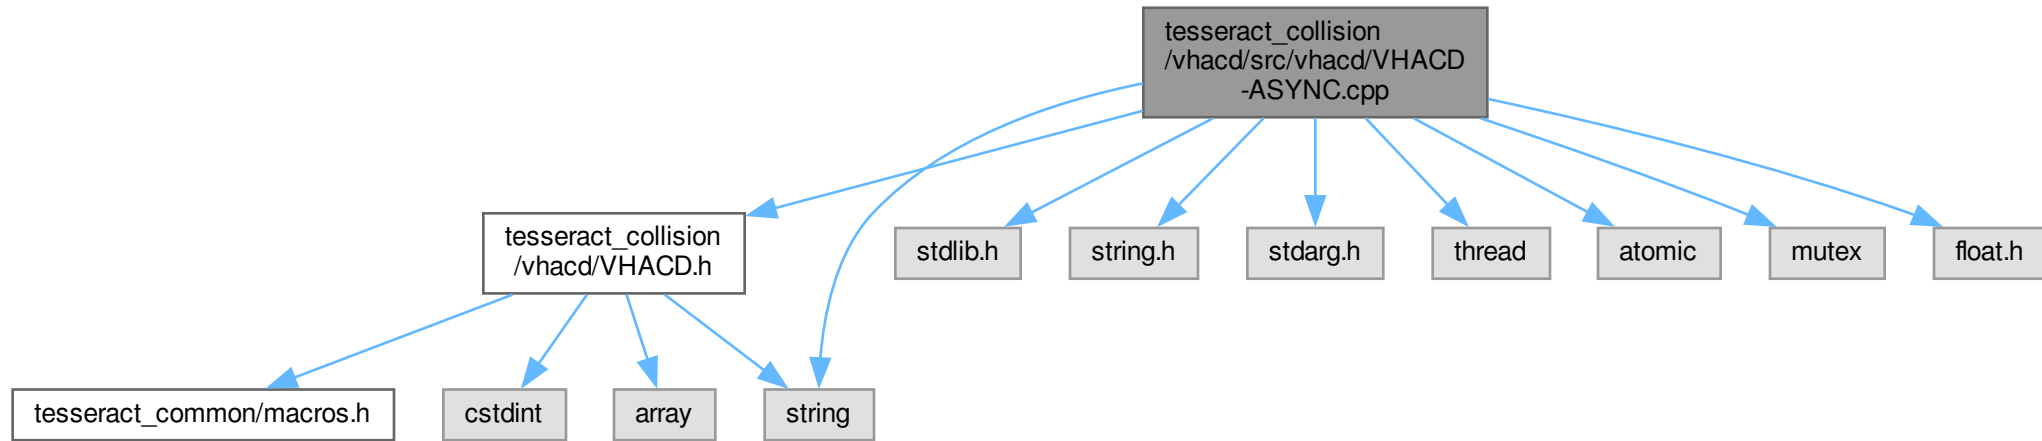 tesseract_collision
/vhacd/src/vhacd/VHACD
-ASYNC.cpp
tesseract_collision
/vhacd/VHACD.h
stdlib.h
string.h
stdarg.h
thread
atomic
mutex
float.h
tesseract_common/macros.h
cstdint
array
string